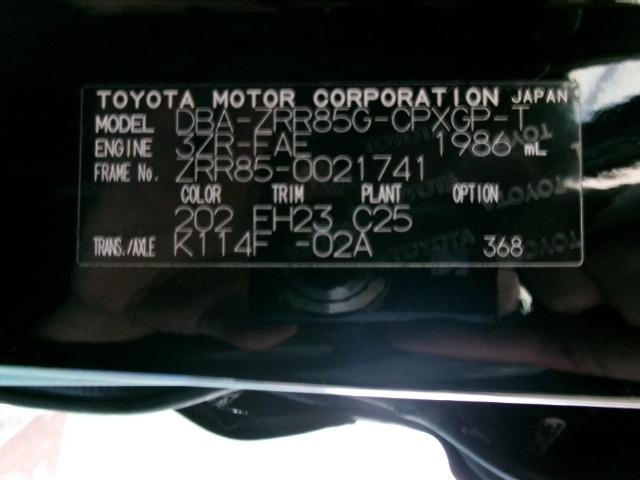 TOYOTA MOTOR CORPORATION JAPAN
MODEL DBA-ZRR85G-CPXGP-T
ENGINE 3ZR-FAE 1986 mL
FRAME No. ZRR85-0021741
COLOR TRIM PLANT OPTION
202 EH23 C25
TRANS./AXLE K114F -02A 368